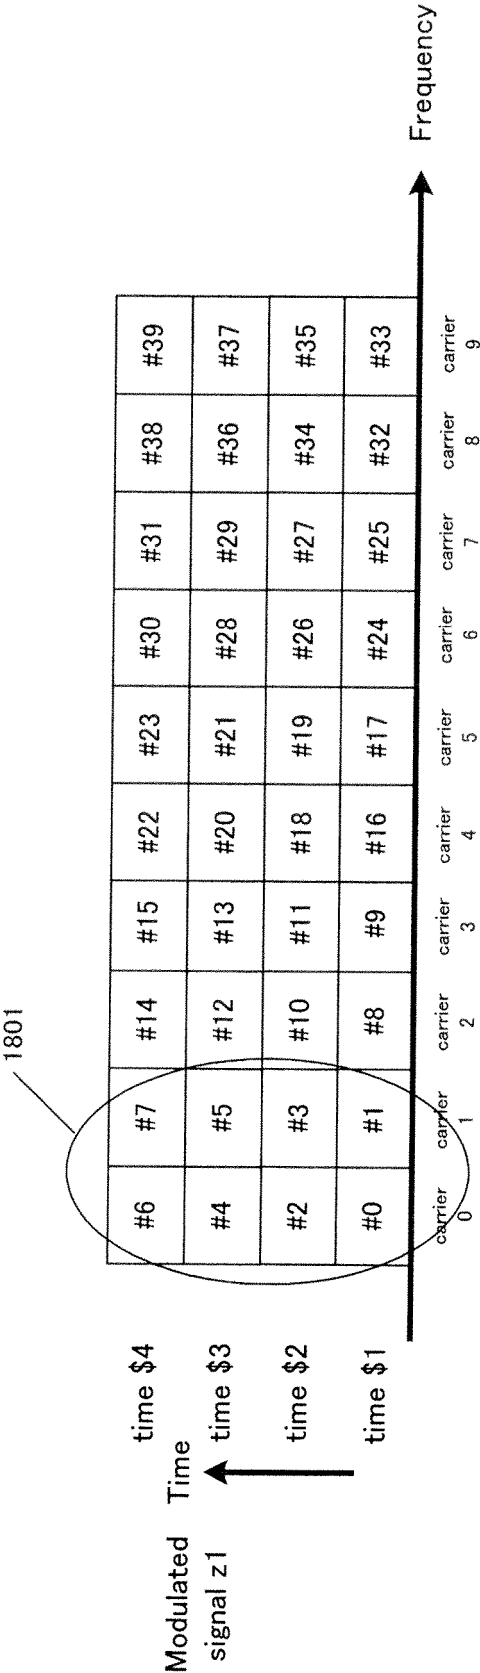 1801
Modulated
signal z1
Time
time $4
#6 #7 #14 #15 #22 #23 #30 #31 #38 #39
time $3
#4 #5 #12 #13 #20 #21 #28 #29 #36 #37
time $2
#2 #3 #10 #11 #18 #19 #26 #27 #34 #35
time $1
#0 #1 #8 #9 #16 #17 #24 #25 #32 #33
carrier carrier carrier carrier carrier carrier carrier carrier carrier carrier
0 1 2 3 4 5 6 7 8 9
Frequency